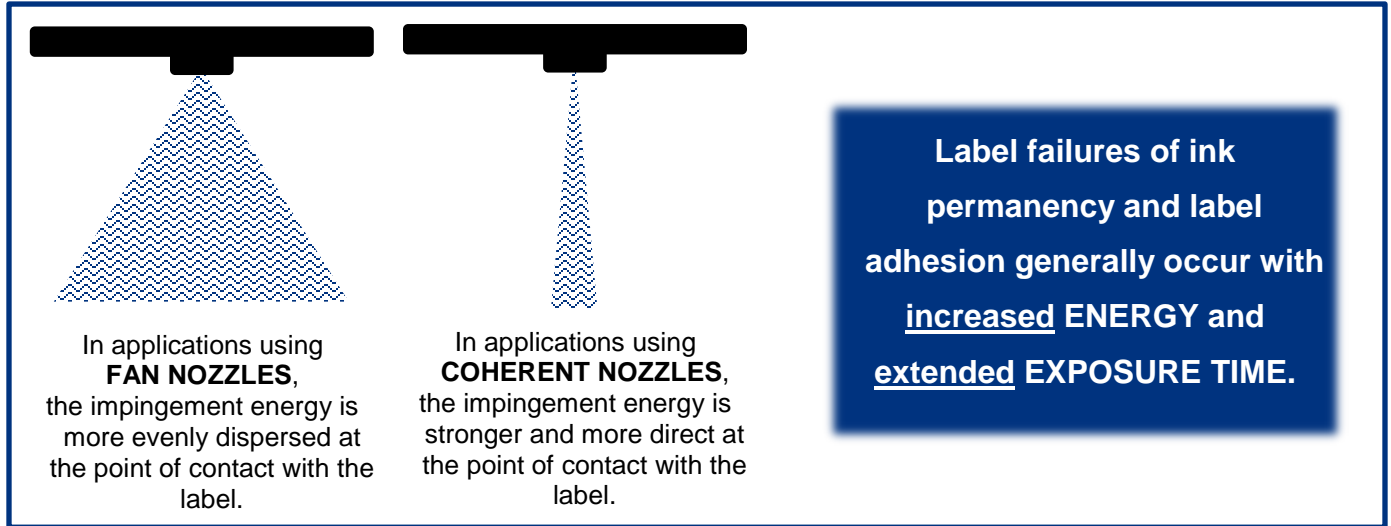 In applications using
FAN NOZZLES,
the impingement energy is
more evenly dispersed at
the point of contact with the
label.
In applications using
COHERENT NOZZLES,
the impingement energy is
stronger and more direct at
the point of contact with the
label.
Label failures of ink
permanency and label
adhesion generally occur with
increased ENERGY and
extended EXPOSURE TIME.